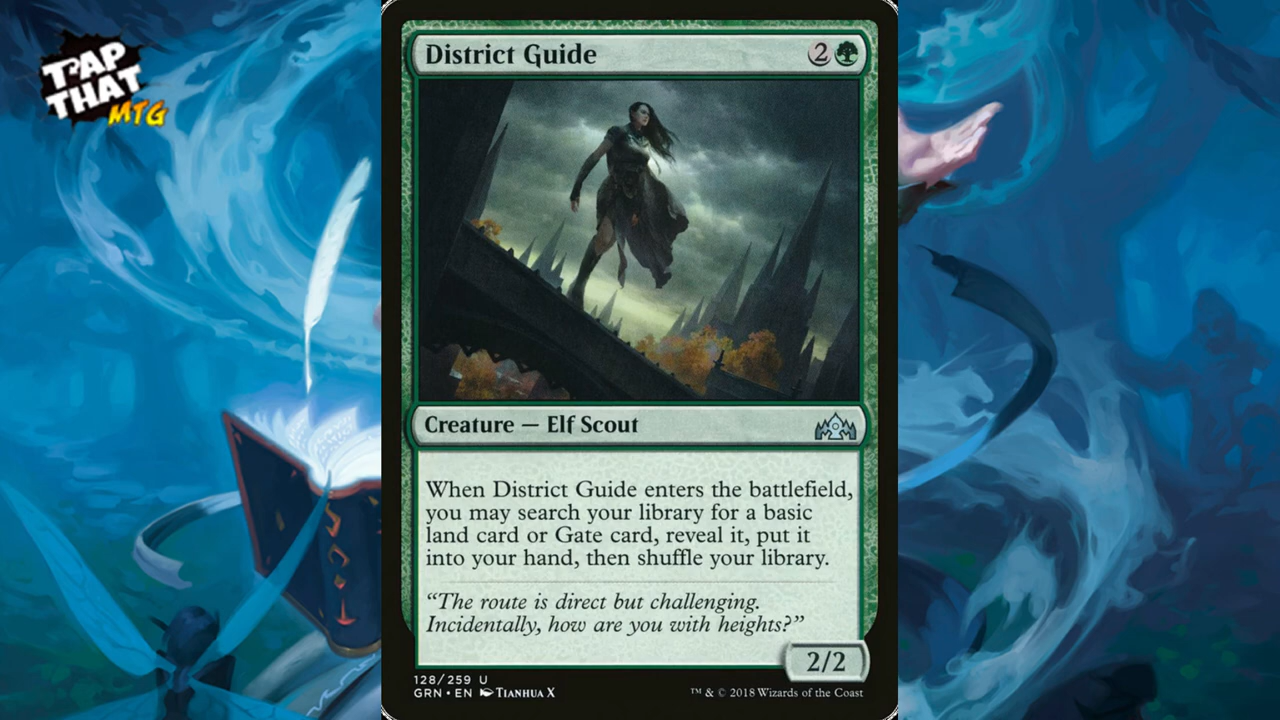 TAP
THAT
MTG
District Guide 2
Creature — Elf Scout
When District Guide enters the battlefield,
you may search your library for a basic
land card or Gate card, reveal it, put it
into your hand, then shuffle your library.
“The route is direct but challenging.
Incidentally, how are you with heights?”
2/2
128/259 U
GRN • EN TIANHUA X
™ & © 2018 Wizards of the Coast